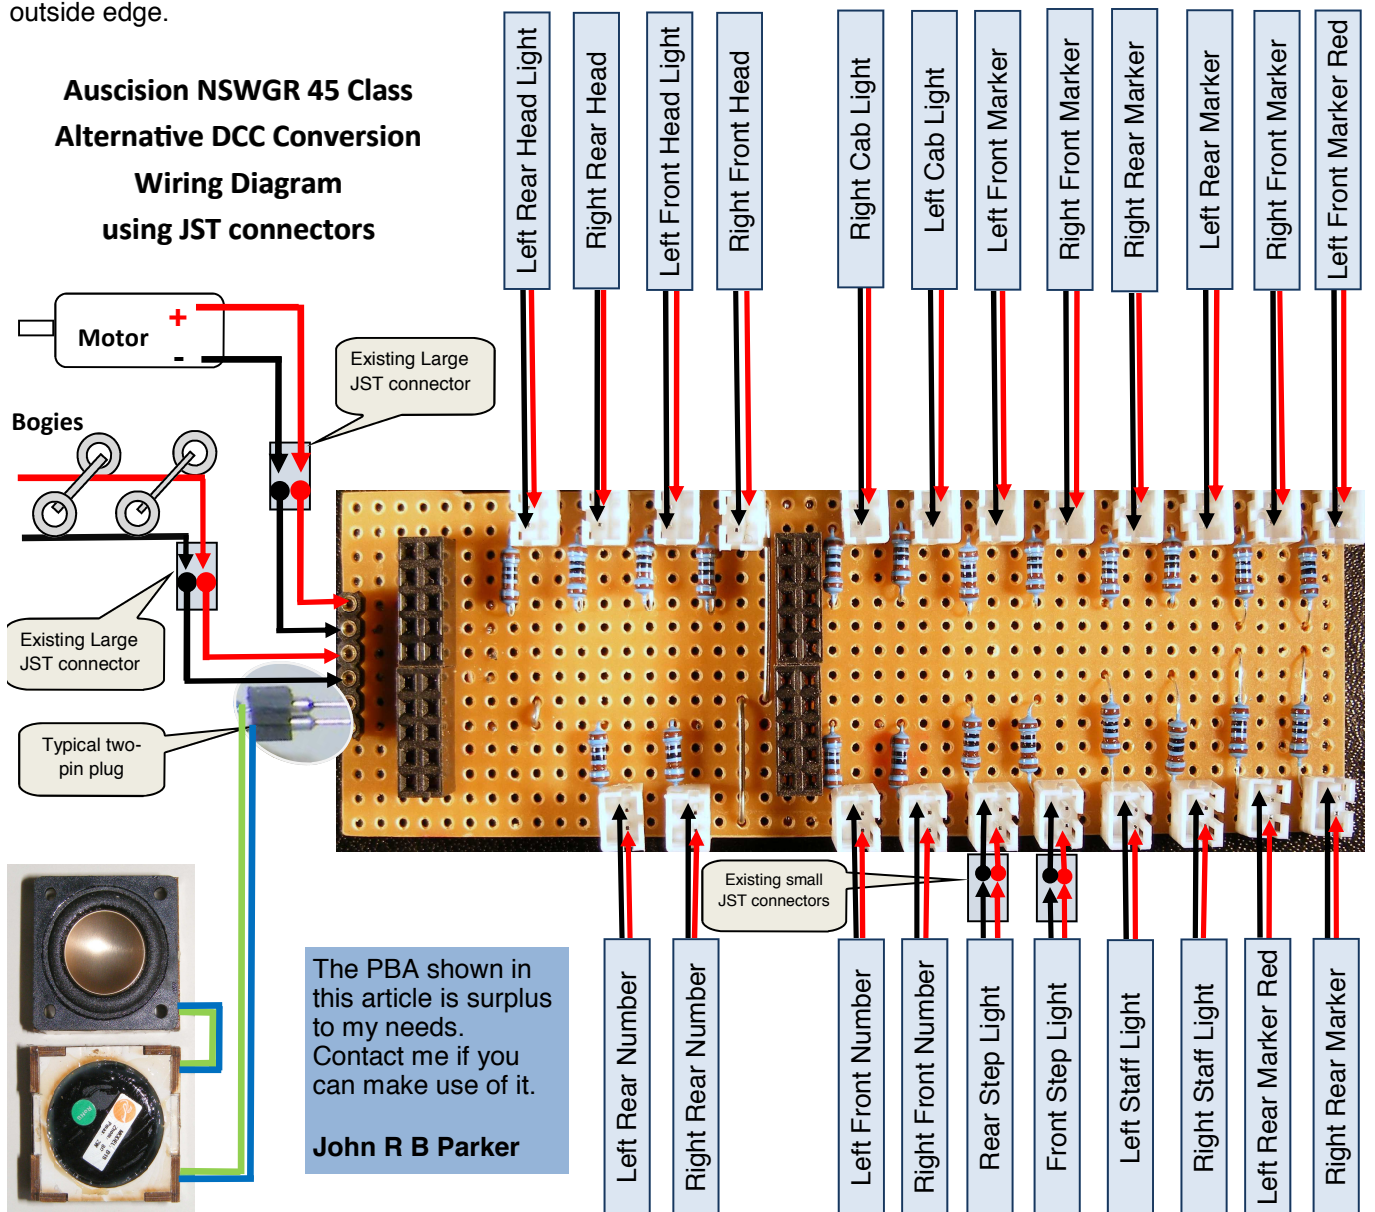 outside edge.
Auscision NSWGR 45 Class
Alternative DCC Conversion
Wiring Diagram
using JST connectors
Left Rear Head Light
Right Rear Head
Left Front Head Light
Right Front Head
Right Cab Light
Left Cab Light
Left Front Marker
Right Front Marker
Right Rear Marker
Left Rear Marker
Right Front Marker
Left Front Marker Red
+
Motor
-
Existing Large
JST connector
Bogies
Existing Large
JST connector
Typical two-
pin plug
Existing small
JST connectors
The PBA shown in
this article is surplus
to my needs.
Contact me if you
can make use of it.
John R B Parker
Left Rear Number
Right Rear Number
Left Front Number
Right Front Number
Rear Step Light
Front Step Light
Left Staff Light
Right Staff Light
Left Rear Marker Red
Right Rear Marker